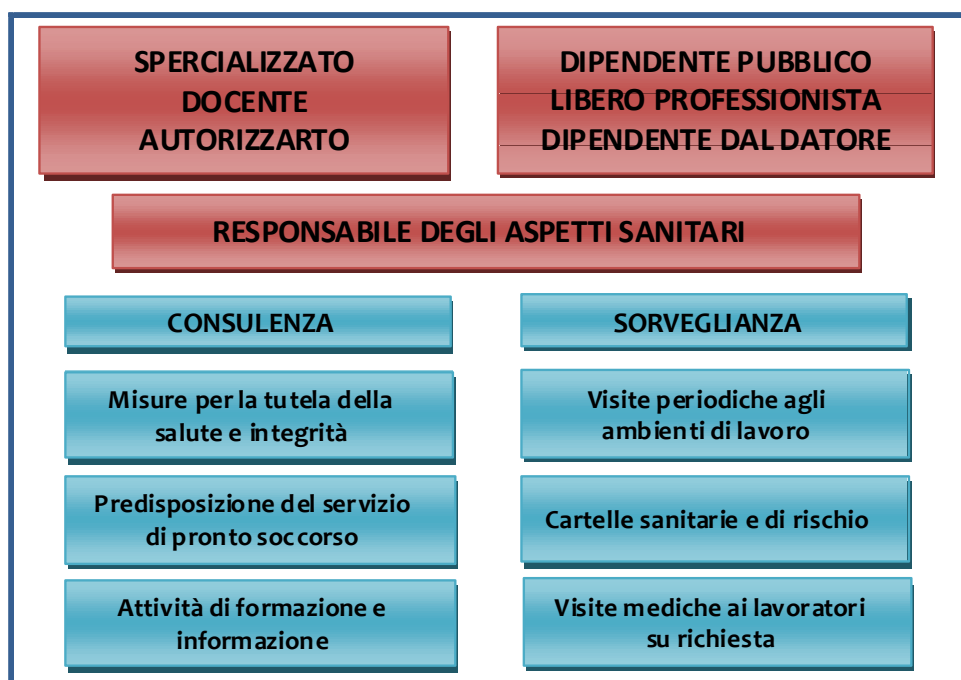 SPERCIALIZZATO
DOCENTE
AUTORIZZARTO
DIPENDENTE PUBBLICO
LIBERO PROFESSIONISTA
DIPENDENTE DAL DATORE
RESPONSABILE DEGLI ASPETTI SANITARI
CONSULENZA
SORVEGLIANZA
Misure per la tutela della
salute e integrità
Visite periodiche agli
ambienti di lavoro
Predisposizione del servizio
di pronto soccorso
Cartelle sanitarie e di rischio
Attività di formazione e
informazione
Visite mediche ai lavoratori
su richiesta